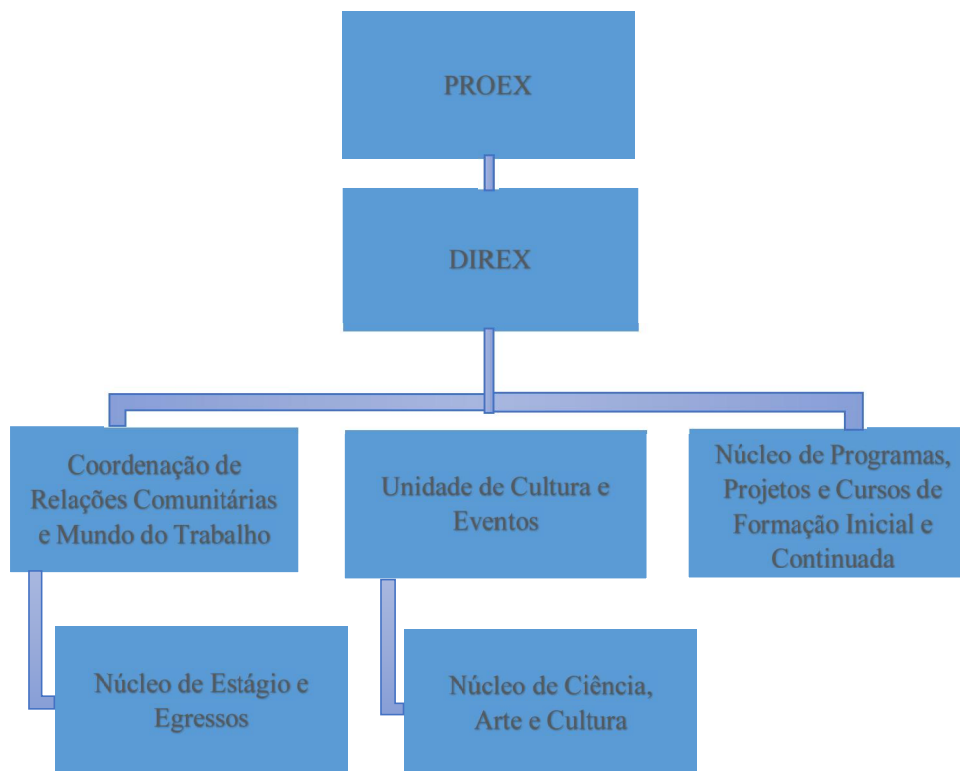 PROEX
DIREX
Coordenação de
Relações Comunitárias
e Mundo do Trabalho
Unidade de Cultura e
Eventos
Núcleo de Programas,
Projetos e Cursos de
Formação Inicial e
Continuada
Núcleo de Estágio e
Egressos
Núcleo de Ciência,
Arte e Cultura